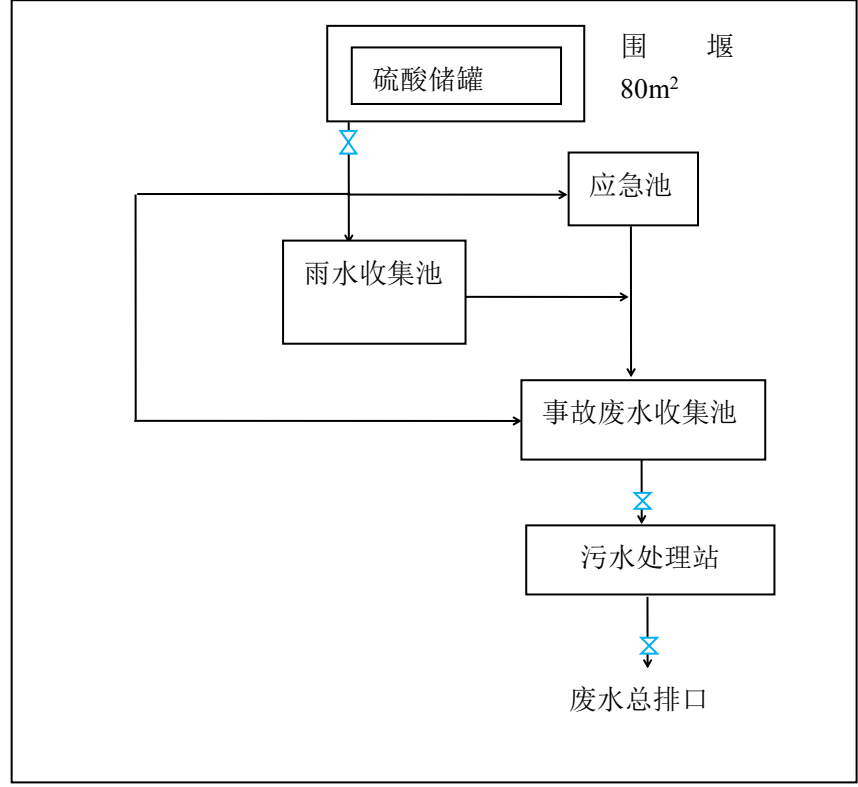 围 堰
硫酸储罐
80m²
应急池
雨水收集池
事故废水收集池
污水处理站
废水总排口